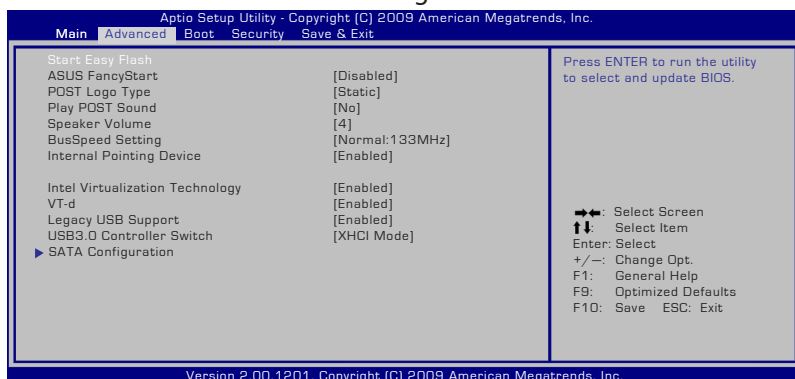 Aptio Setup Utility - Copyright (C) 2009 American Megatrends, Inc.
Main Advanced Boot Security Save & Exit
Start Easy Flash
ASUS FancyStart [Disabled]
POST Logo Type [Static]
Play POST Sound [No]
Speaker Volume [4]
BusSpeed Setting [Normal:133MHz]
Internal Pointing Device [Enabled]
Intel Virtualization Technology [Enabled]
VT-d [Enabled]
Legacy USB Support [Enabled]
USB3.0 Controller Switch [XHCI Mode]
SATA Configuration
Press ENTER to run the utility
to select and update BIOS.
→←: Select Screen
↑↓: Select Item
Enter: Select
+/—: Change Opt.
F1: General Help
F9: Optimized Defaults
F10: Save ESC: Exit
Version 2.00.1201. Copyright (C) 2009 American Megatrends, Inc.